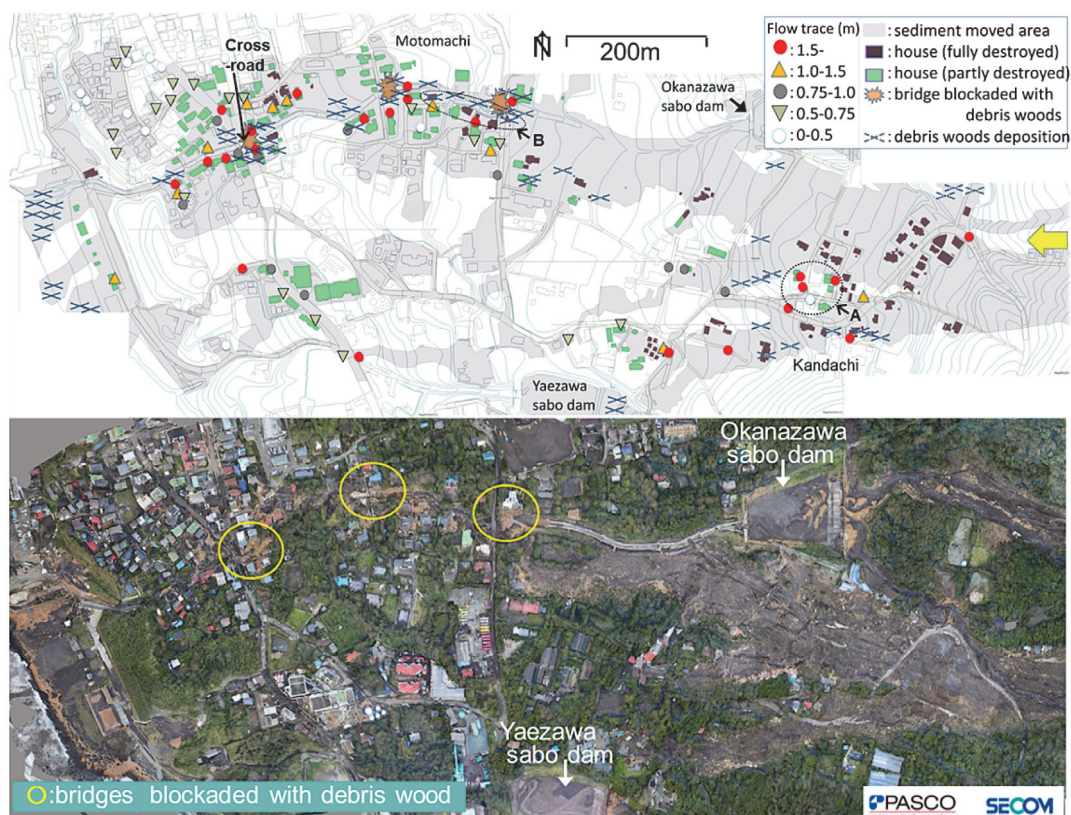 Cross
-road
Motomachi
N
200m
Okanazawa
sabo dam
Flow trace (m)
: 1.5-
: 1.0-1.5
: 0.75-1.0
: 0.5-0.75
: 0-0.5
: sediment moved area
: house (fully destroyed)
: house (partly destroyed)
: bridge blockaded with
debris woods
: debris woods deposition
B
A
Kandachi
Yaezawa
sabo dam
Okanazawa
sabo dam
Yaezawa
sabo dam
:bridges blockaded with debris wood
PASCO
SECOM